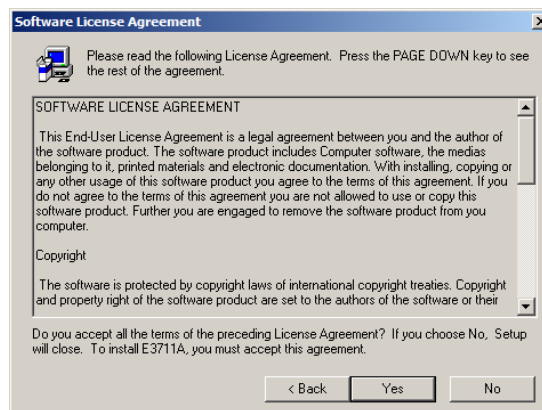 Software License Agreement
Please read the following License Agreement. Press the PAGE DOWN key to see
the rest of the agreement.
SOFTWARE LICENSE AGREEMENT
This End-User License Agreement is a legal agreement between you and the author of
the software product. The software product includes Computer software, the medias
belonging to it, printed materials and electronic documentation. With installing, copying or
any other usage of this software product you agree to the terms of this agreement. If you
do not agree to the terms of this agreement you are not allowed to use or copy this
software product. Further you are engaged to remove the software product from you
computer.
Copyright
The software is protected by copyright laws of international copyright treaties. Copyright
and property right of the software product are set to the authors of the software or their
Do you accept all the terms of the preceding License Agreement? If you choose No, Setup
will close. To install E3711A, you must accept this agreement.
< Back
Yes
No